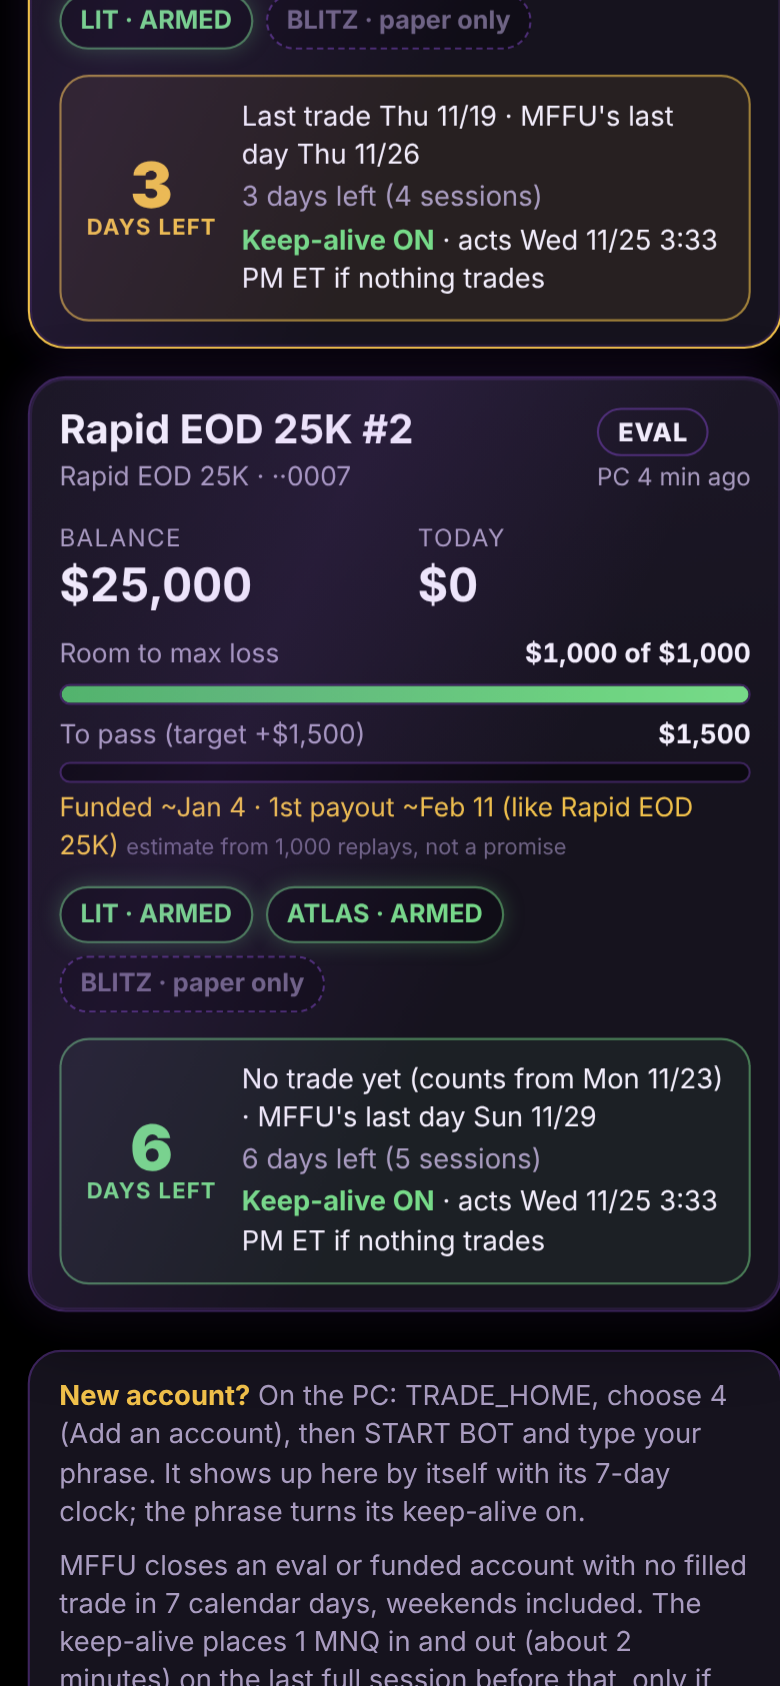 LIT · ARMED
BLITZ · paper only
3
DAYS LEFT
Last trade Thu 11/19 · MFFU's last
day Thu 11/26
3 days left (4 sessions)
Keep-alive ON · acts Wed 11/25 3:33
PM ET if nothing trades
Rapid EOD 25K #2
EVAL
Rapid EOD 25K · ··0007
PC 4 min ago
BALANCE
TODAY
$25,000
$0
Room to max loss
$1,000 of $1,000
To pass (target +$1,500)
$1,500
Funded ~Jan 4 · 1st payout ~Feb 11 (like Rapid EOD
25K) estimate from 1,000 replays, not a promise
LIT · ARMED
ATLAS · ARMED
BLITZ · paper only
6
DAYS LEFT
No trade yet (counts from Mon 11/23)
· MFFU's last day Sun 11/29
6 days left (5 sessions)
Keep-alive ON · acts Wed 11/25 3:33
PM ET if nothing trades
New account? On the PC: TRADE_HOME, choose 4
(Add an account), then START BOT and type your
phrase. It shows up here by itself with its 7-day
clock; the phrase turns its keep-alive on.
MFFU closes an eval or funded account with no filled
trade in 7 calendar days, weekends included. The
keep-alive places 1 MNQ in and out (about 2
minutes) on the last full session before that, only if